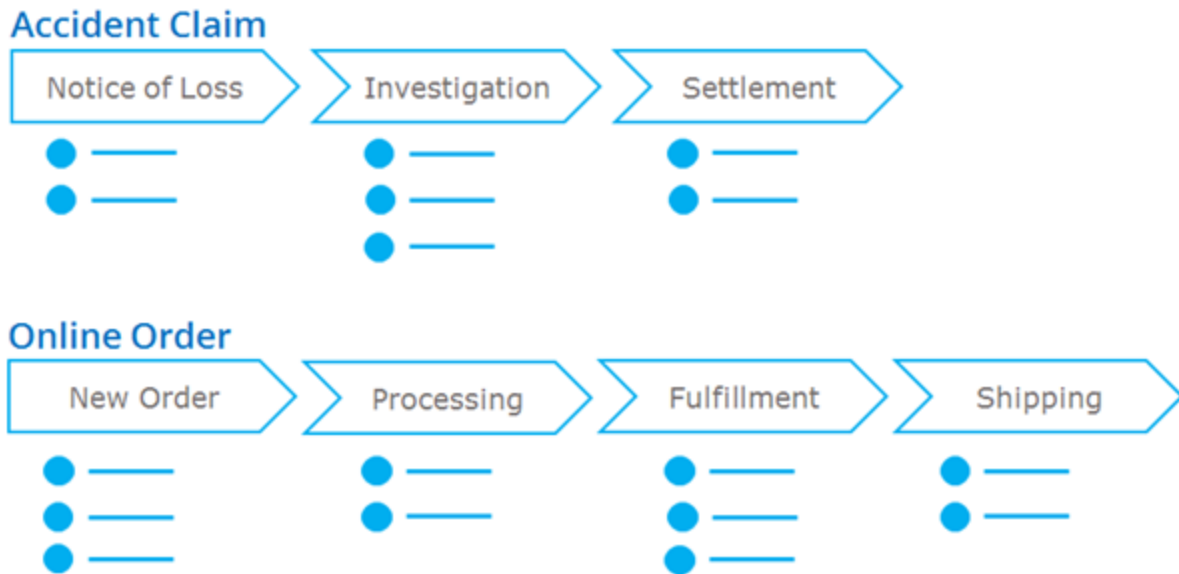 Accident Claim
Notice of Loss
Investigation
Settlement
Online Order
New Order
Processing
Fulfillment
Shipping